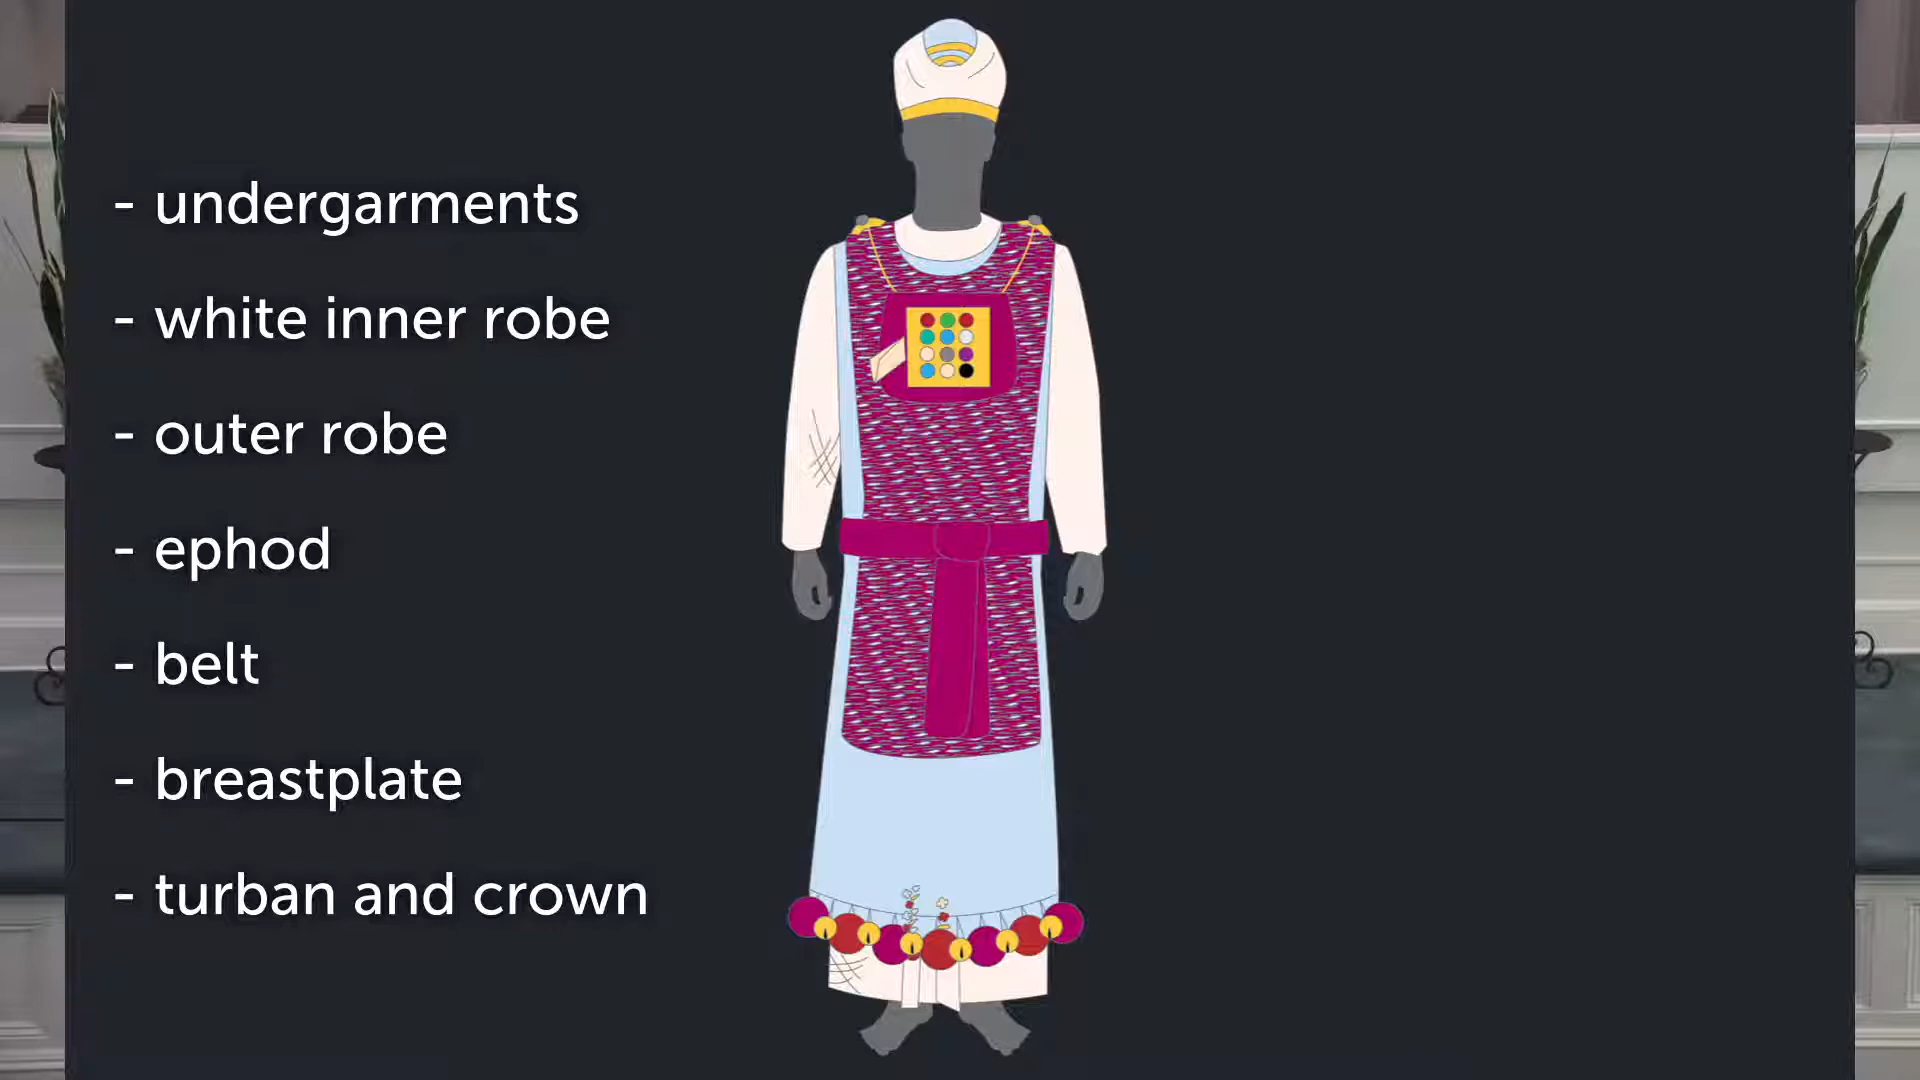 - undergarments
- white inner robe
- outer robe
- ephod
- belt
- breastplate
- turban and crown